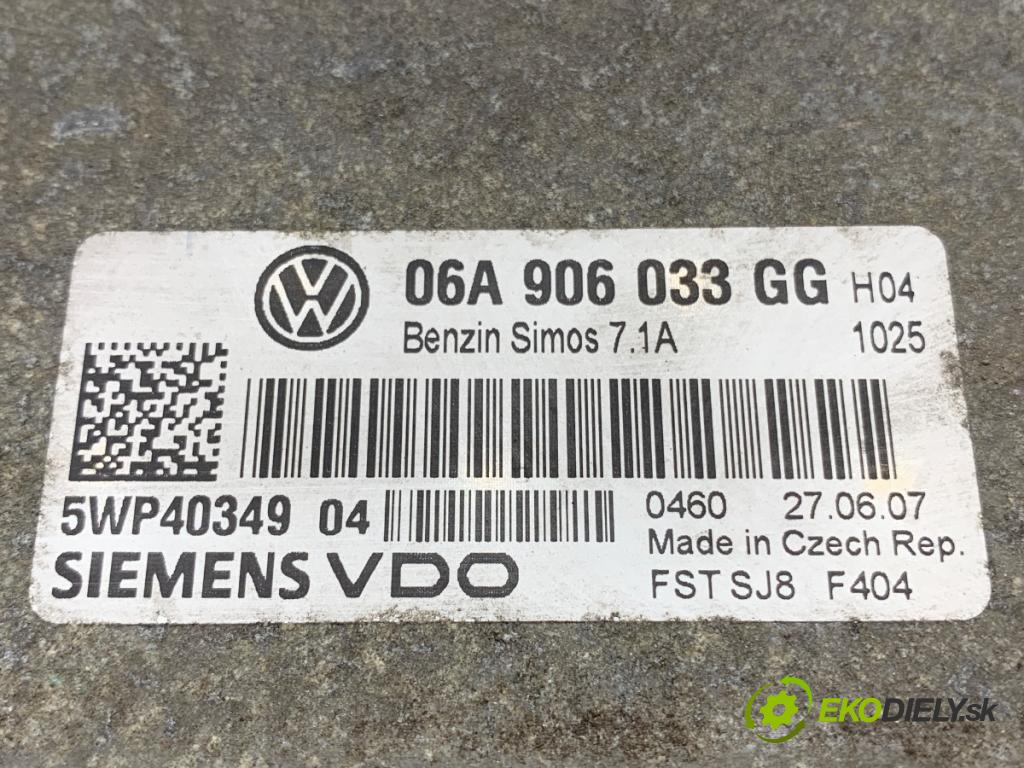 06A 906 033 GG H04
Benzin Simos 7.1A 1025
5WP40349 04 0460 27.06.07
Made in Czech Rep.
SIEMENS VDO FST SJ8 F404
EKODIELY.sk